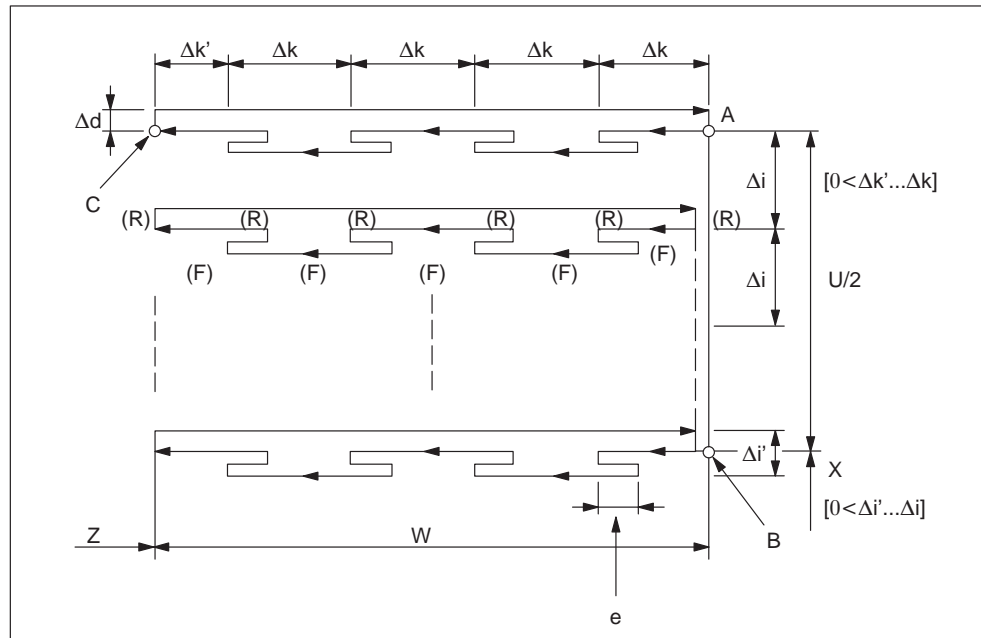 Δk’ Δk Δk Δk Δk
Δd
A
C
Δi
[0<Δk’...Δk]
(R) (R) (R) (R) (R) (R)
(F) (F) (F) (F) (F)
Δi
U/2
Δi’
X
[0<Δi’...Δi]
Z
W
B
e